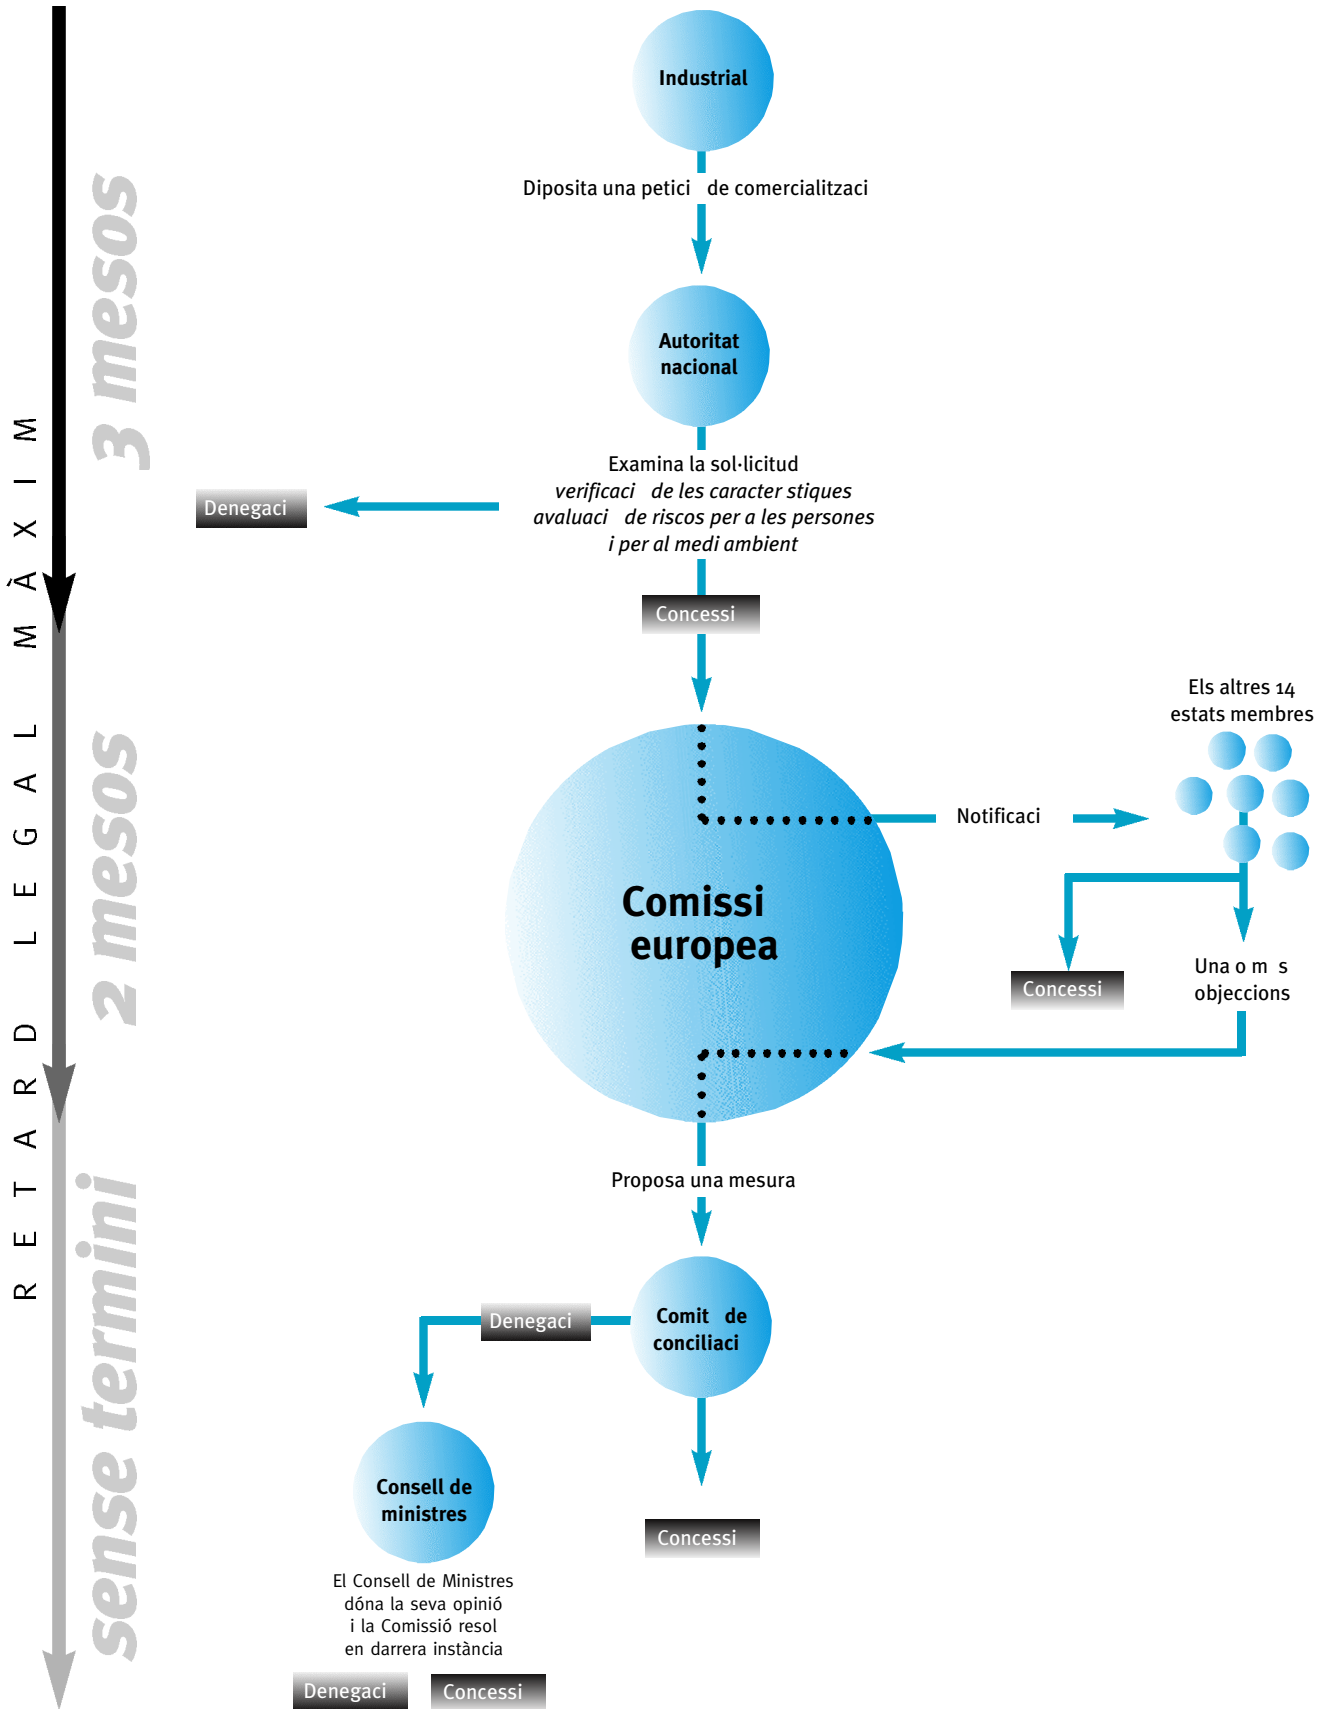 Industrial
Diposita una petici de comercialitzaci
3 mesos
Autoritat
nacional
Examina la sol·licitud
verificaci de les caracter stiques
avaluaci de riscos per a les persones
i per al medi ambient
Denegaci
Concessi
RETARD LEGAL MÀXIM
2 mesos
Els altres 14
estats membres
Notificaci
Comissi
europea
Concessi
Una o m s
objeccions
Proposa una mesura
sense termini
Comit de
conciliaci
Denegaci
Consell de
ministres
Concessi
El Consell de Ministres
dóna la seva opinió
i la Comissió resol
en darrera instància
Denegaci
Concessi